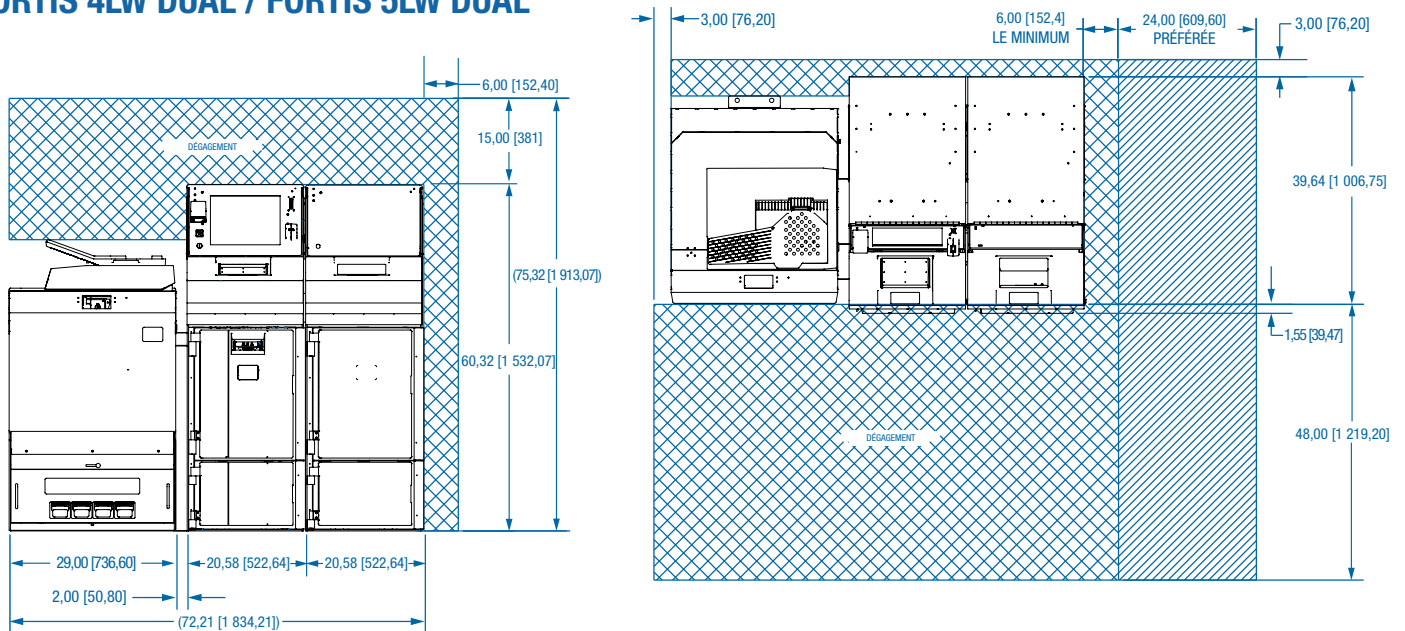 ORTIS 4LW DUAL / FORTIS 5LW DUAL
6,00 [152,40]
15,00 [381]
DÉGAGEMENT
(75,32 [1 913,07])
60,32 [1 532,07]
29,00 [736,60]
20,58 [522,64]
20,58 [522,64]
2,00 [50,80]
(72,21 [1 834,21])
3,00 [76,20]
6,00 [152,4]
LE MINIMUM
24,00 [609,60]
PRÉFÉRÉE
3,00 [76,20]
39,64 [1 006,75]
1,55 [39,47]
DÉGAGEMENT
48,00 [1 219,20]